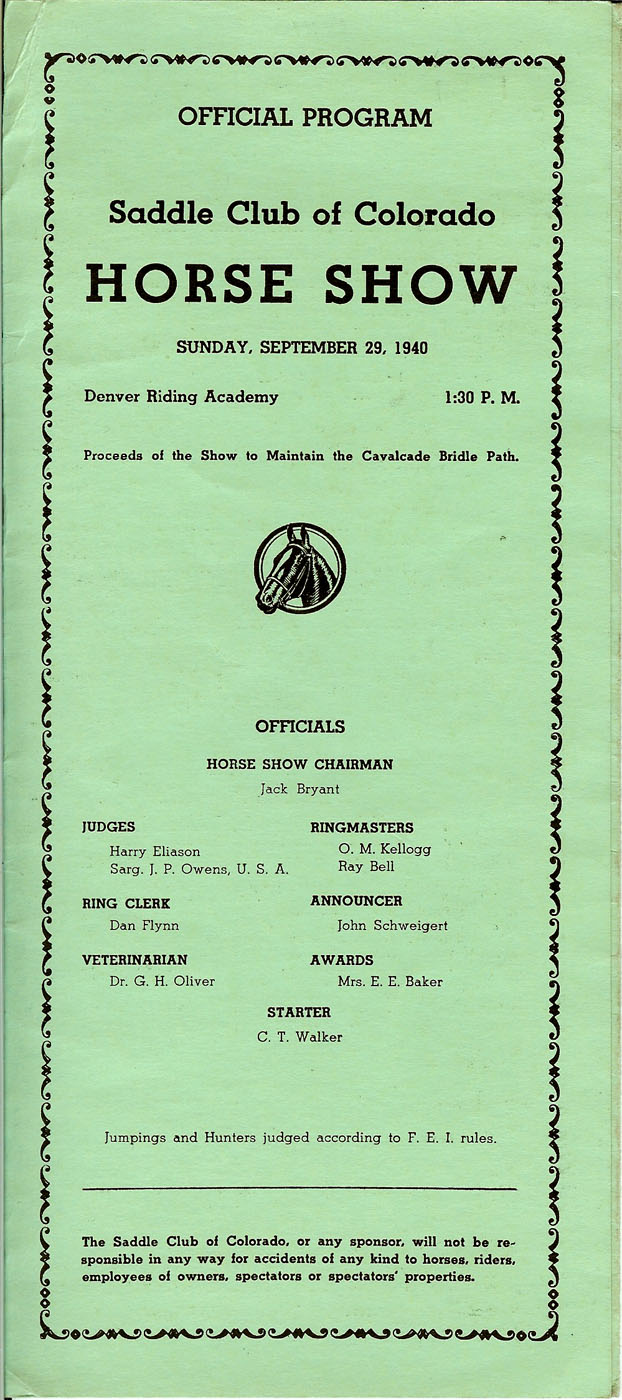 OFFICIAL PROGRAM
Saddle Club of Colorado
HORSE SHOW
SUNDAY, SEPTEMBER 29, 1940
Denver Riding Academy 1:30 P. M.
Proceeds of the Show to Maintain the Cavalcade Bridle Path.
OFFICIALS
HORSE SHOW CHAIRMAN
Jack Bryant
JUDGES
Harry Eliason
Sarg. J. P. Owens, U. S. A.
RINGMASTERS
O. M. Kellogg
Ray Bell
RING CLERK
Dan Flynn
ANNOUNCER
John Schweigert
VETERINARIAN
Dr. G. H. Oliver
AWARDS
Mrs. E. E. Baker
STARTER
C. T. Walker
Jumpings and Hunters judged according to F. E. I. rules.
The Saddle Club of Colorado, or any sponsor, will not be re-
sponsible in any way for accidents of any kind to horses, riders,
employees of owners, spectators or spectators' properties.